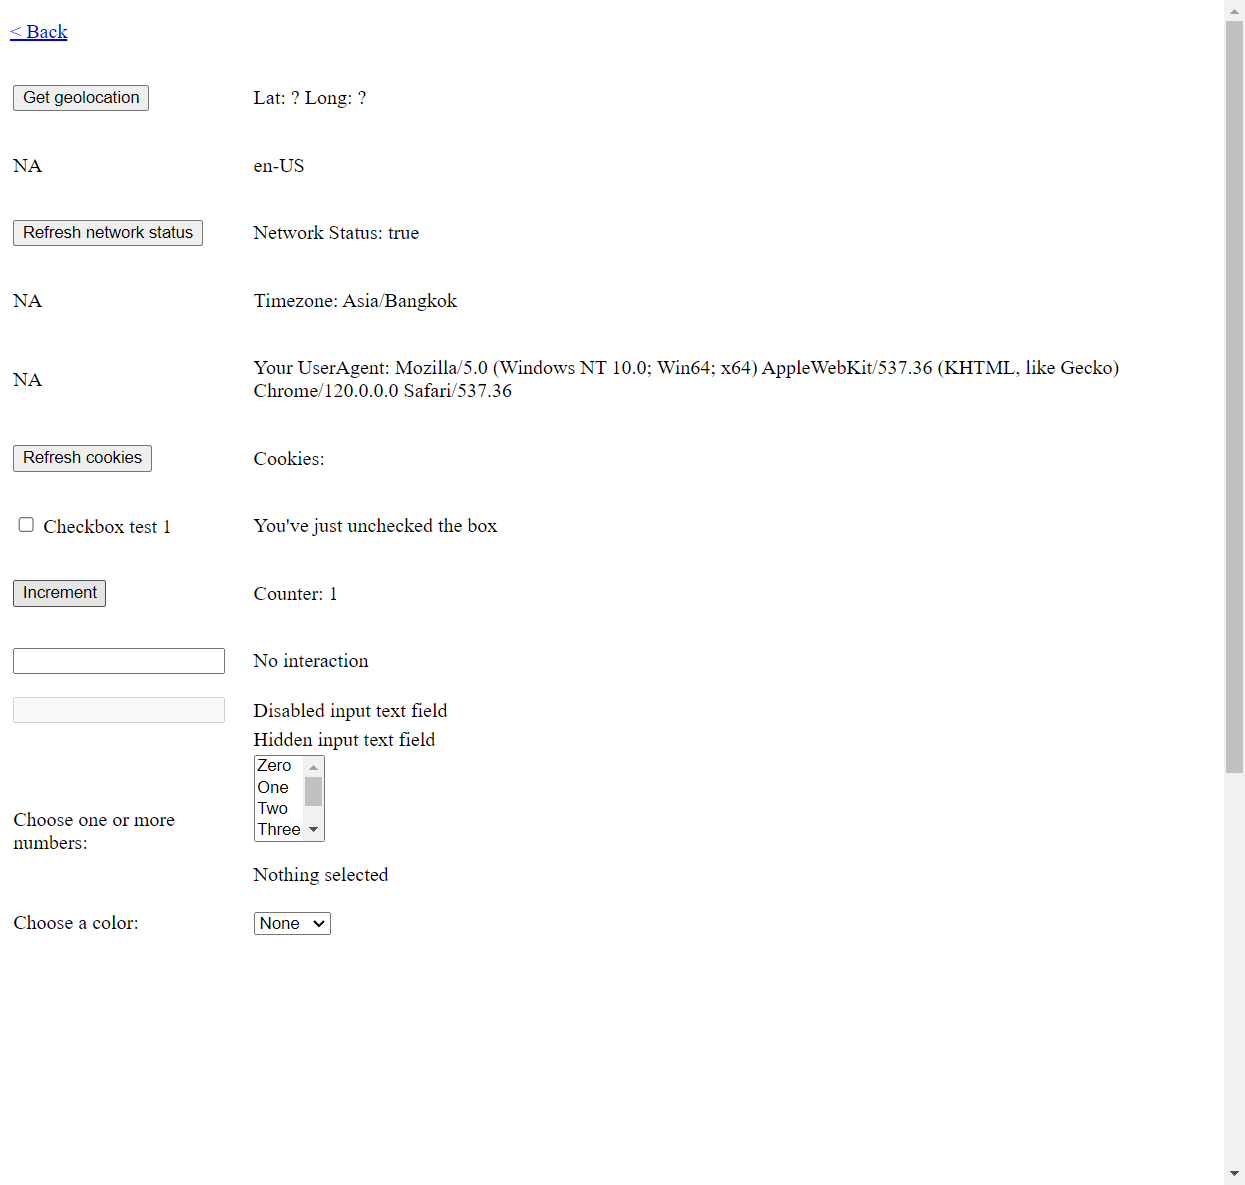 < Back
Get geolocation Lat: ? Long: ?
NA en-US
Refresh network status Network Status: true
NA Timezone: Asia/Bangkok
NA Your UserAgent: Mozilla/5.0 (Windows NT 10.0; Win64; x64) AppleWebKit/537.36 (KHTML, like Gecko)
Chrome/120.0.0.0 Safari/537.36
Refresh cookies Cookies:
Checkbox test 1 You've just unchecked the box
Increment Counter: 1
No interaction
Disabled input text field
Hidden input text field
Choose one or more
numbers:
Zero
One
Two
Three
Nothing selected
Choose a color: None